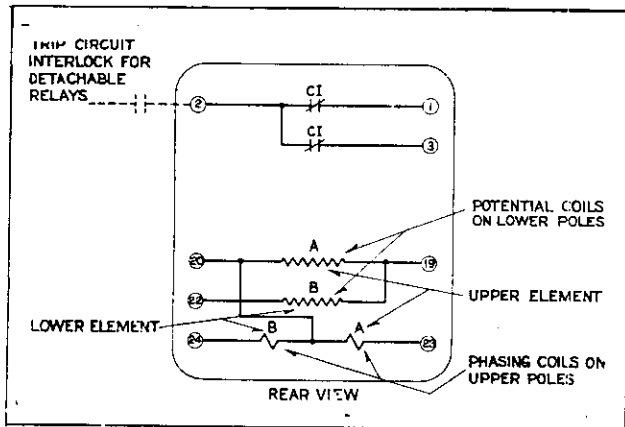 TRIP CIRCUIT
INTERLOCK FOR
DETACHABLE
RELAYS
2
CI
1
CI
3
POTENTIAL COILS
ON LOWER POLES
20
A
19
22
B
UPPER ELEMENT
LOWER ELEMENT
24
B
A
23
PHASING COILS ON
UPPER POLES
REAR VIEW